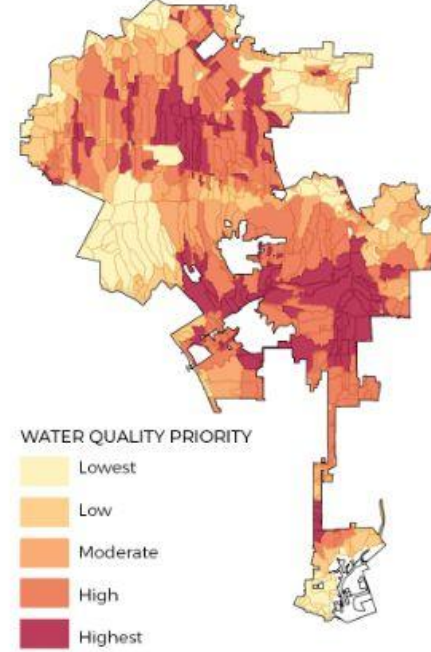 WATER QUALITY PRIORITY
Lowest
Low
Moderate
High
Highest